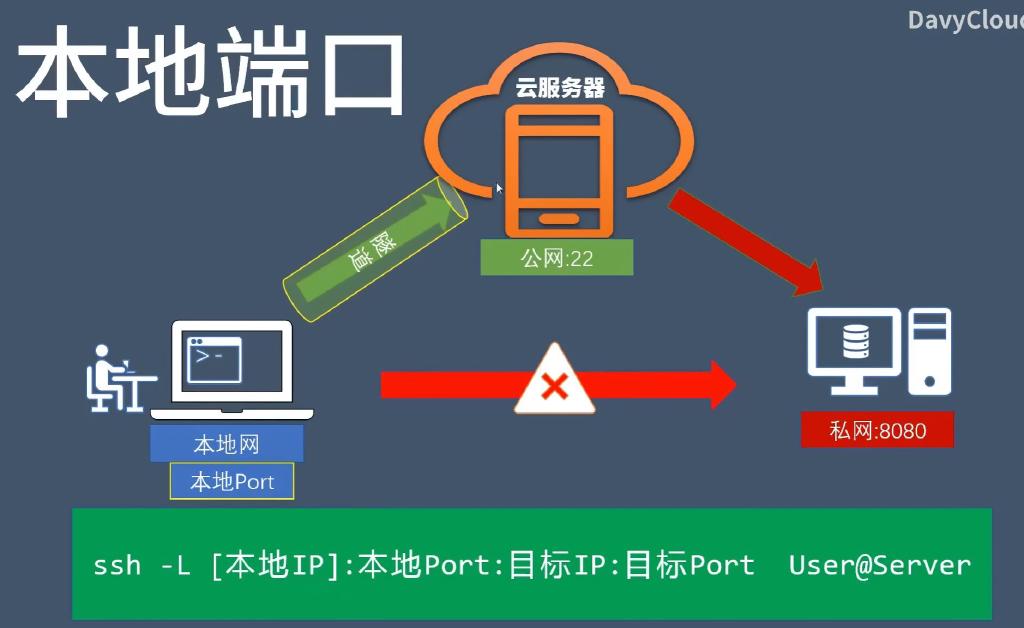 DavyCloud
本地端口
云服务器
隧道
公网:22
>-
本地网
本地Port
私网:8080
ssh -L [本地IP]:本地Port:目标IP:目标Port  User@Server